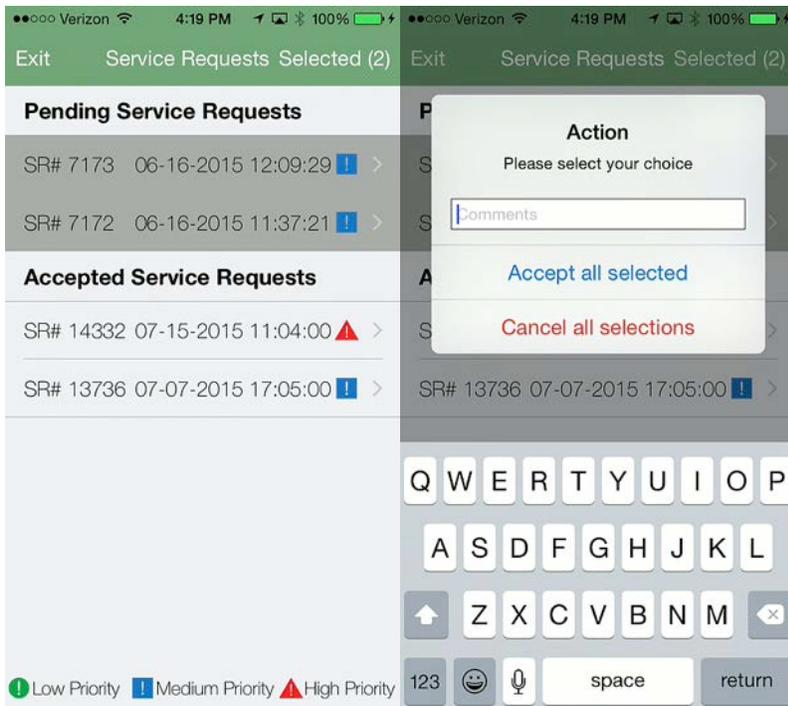 Verizon 4:19 PM 100%
Exit Service Requests Selected (2)
Pending Service Requests
SR# 7173 06-16-2015 12:09:29
SR# 7172 06-16-2015 11:37:21
Accepted Service Requests
SR# 14332 07-15-2015 11:04:00
SR# 13736 07-07-2015 17:05:00
Low Priority Medium Priority High Priority
Verizon 4:19 PM 100%
Exit Service Requests Selected (2)
P
Action
Please select your choice
S
S
Comments
A
Accept all selected
S
Cancel all selections
SR# 13736 07-07-2015 17:05:00
Q W E R T Y U I O P
A S D F G H J K L
Z X C V B N M
123 space return